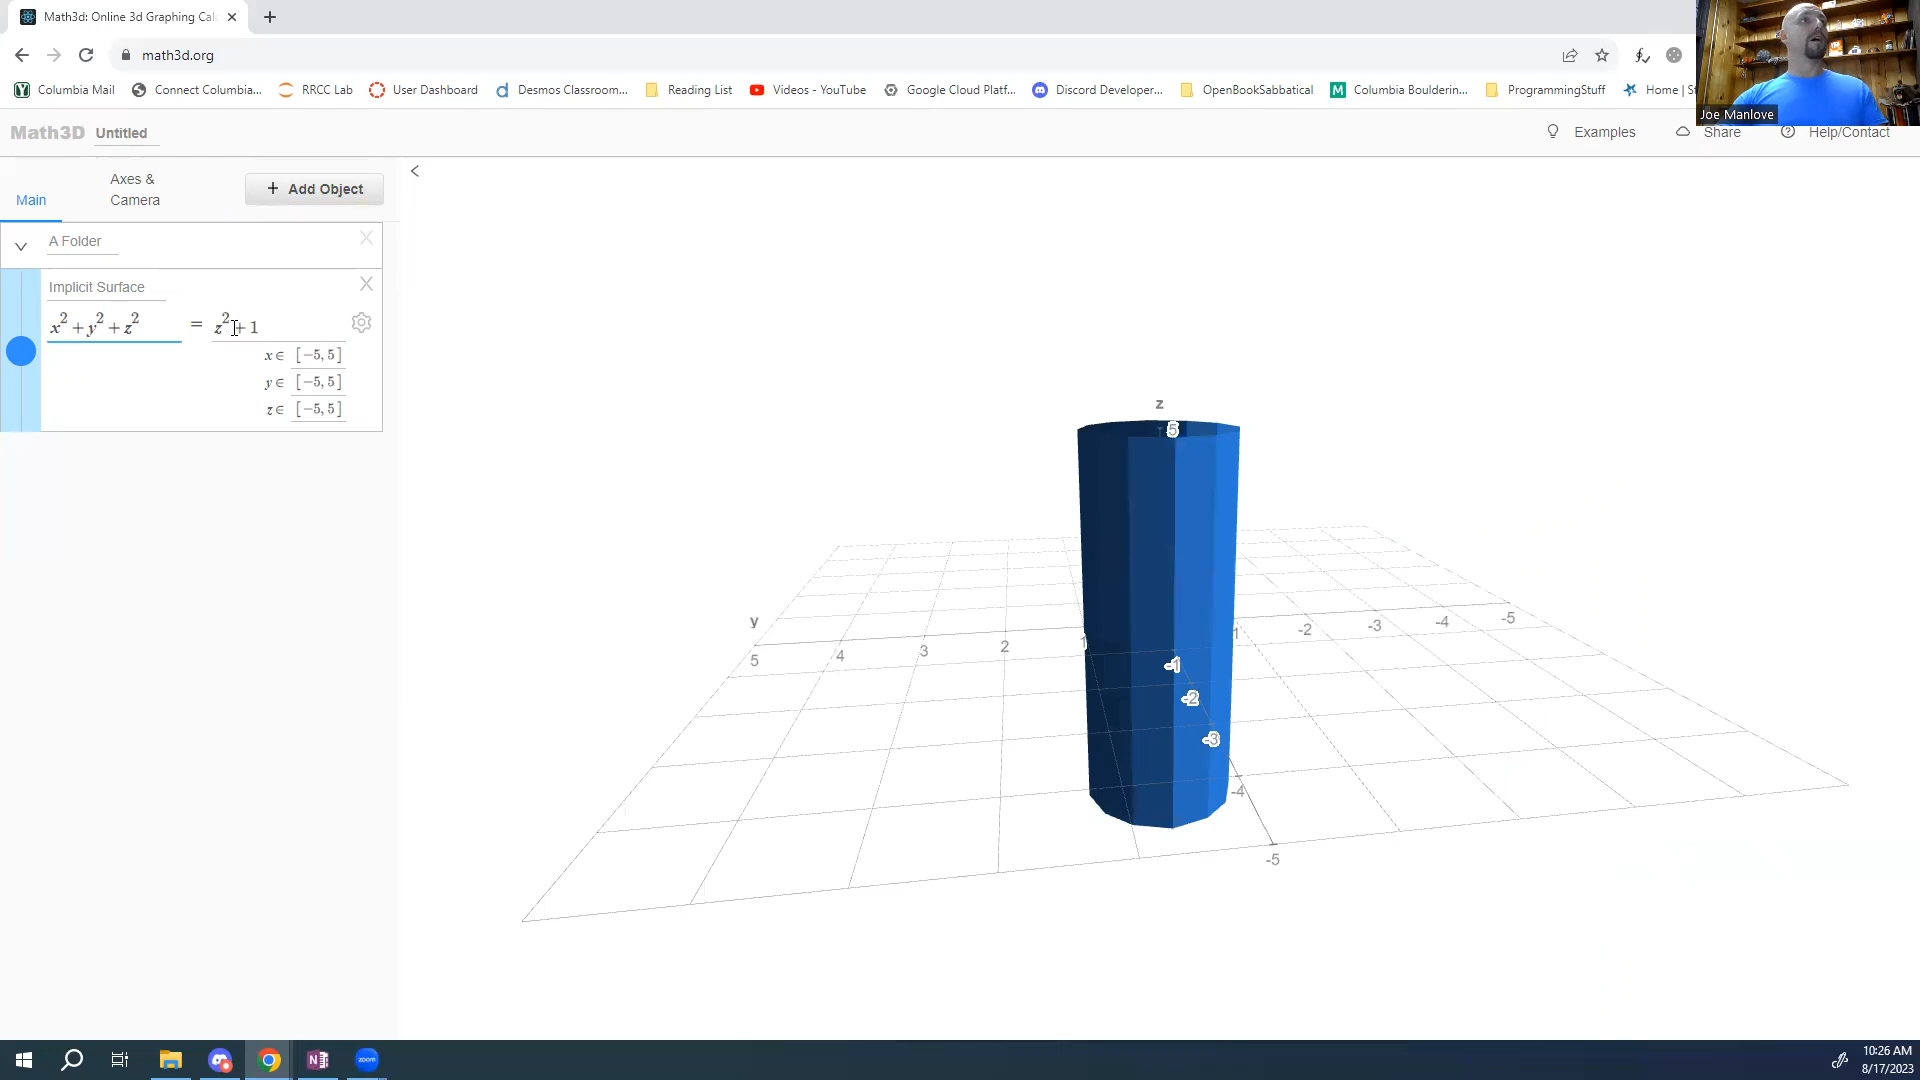 Math3d: Online 3d Graphing Cal
math3d.org
Columbia Mail
Connect Columbia...
RRCC Lab
User Dashboard
Desmos Classroom...
Reading List
Videos - YouTube
Google Cloud Platf...
Discord Developer...
OpenBookSabbatical
Columbia Boulderin...
ProgrammingStuff
Home | St
Joe Manlove
Math3D Untitled
Examples
Share
Help/Contact
Main
Axes &
Camera
+ Add Object
A Folder
X
Implicit Surface
X
x² + y² + z² = z² + 1
x ∈ [-5, 5]
y ∈ [-5, 5]
z ∈ [-5, 5]
z
5
y
5
4
3
2
1
1
-2
-3
-4
-5
-1
-2
-3
-4
-5
zoom
10:26 AM
8/17/2023